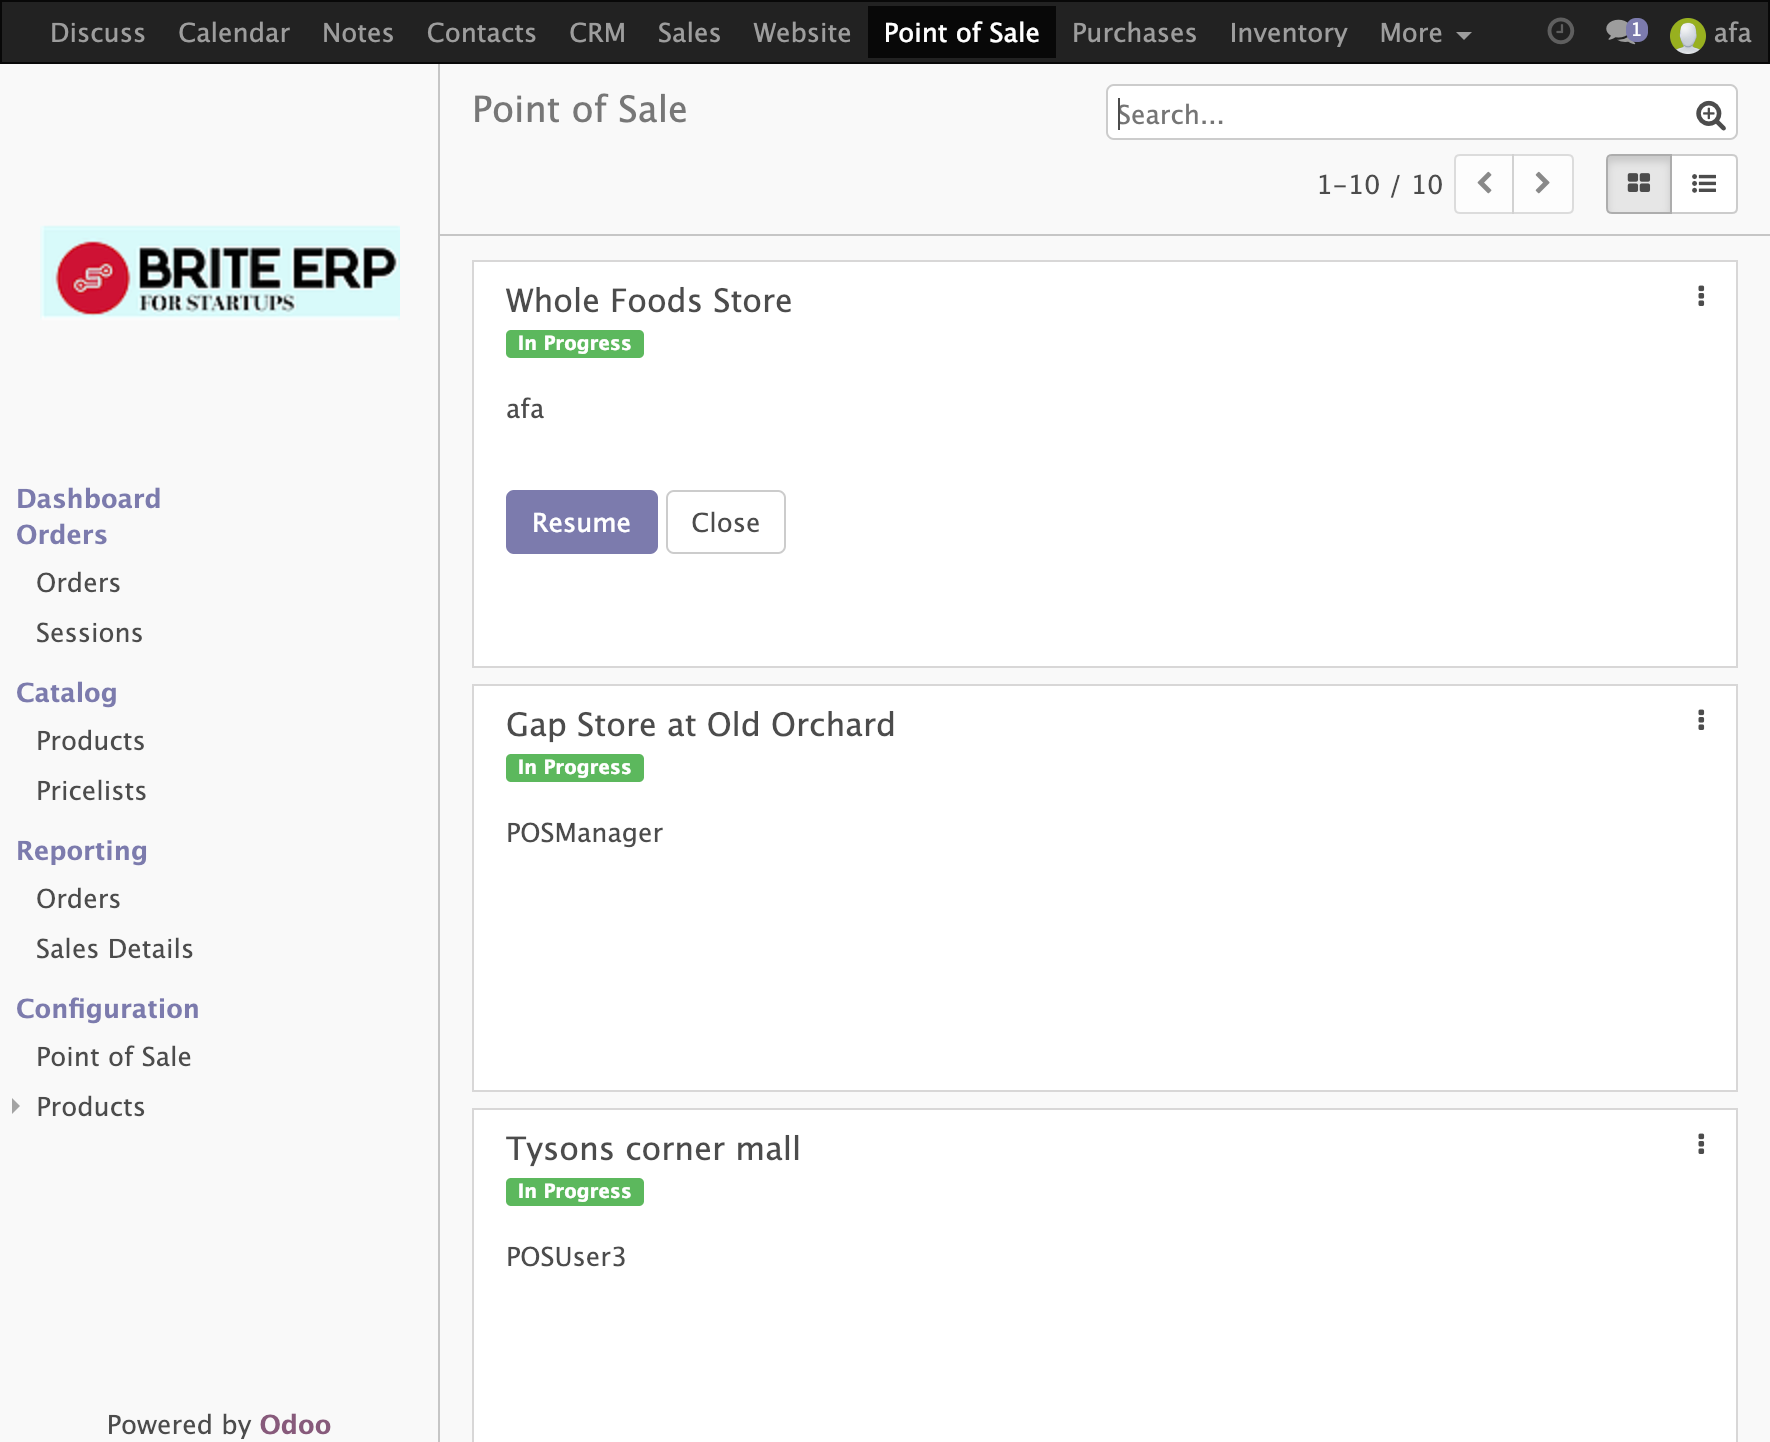 Discuss Calendar Notes Contacts CRM Sales Website Point of Sale Purchases Inventory More 1 afa
Point of Sale
Search...
1-10 / 10
BRITE ERP
FOR STARTUPS
Dashboard
Orders
Orders
Sessions
Catalog
Products
Pricelists
Reporting
Orders
Sales Details
Configuration
Point of Sale
Products
Powered by Odoo
Whole Foods Store
In Progress
afa
Resume Close
Gap Store at Old Orchard
In Progress
POSManager
Tysons corner mall
In Progress
POSUser3